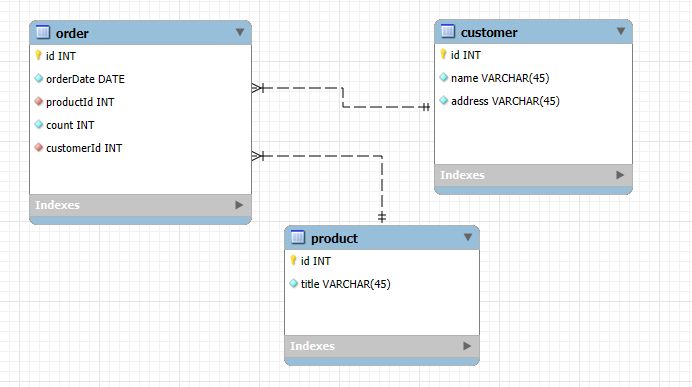 order
id INT
orderDate DATE
productId INT
count INT
customerId INT
Indexes
customer
id INT
name VARCHAR(45)
address VARCHAR(45)
Indexes
product
id INT
title VARCHAR(45)
Indexes